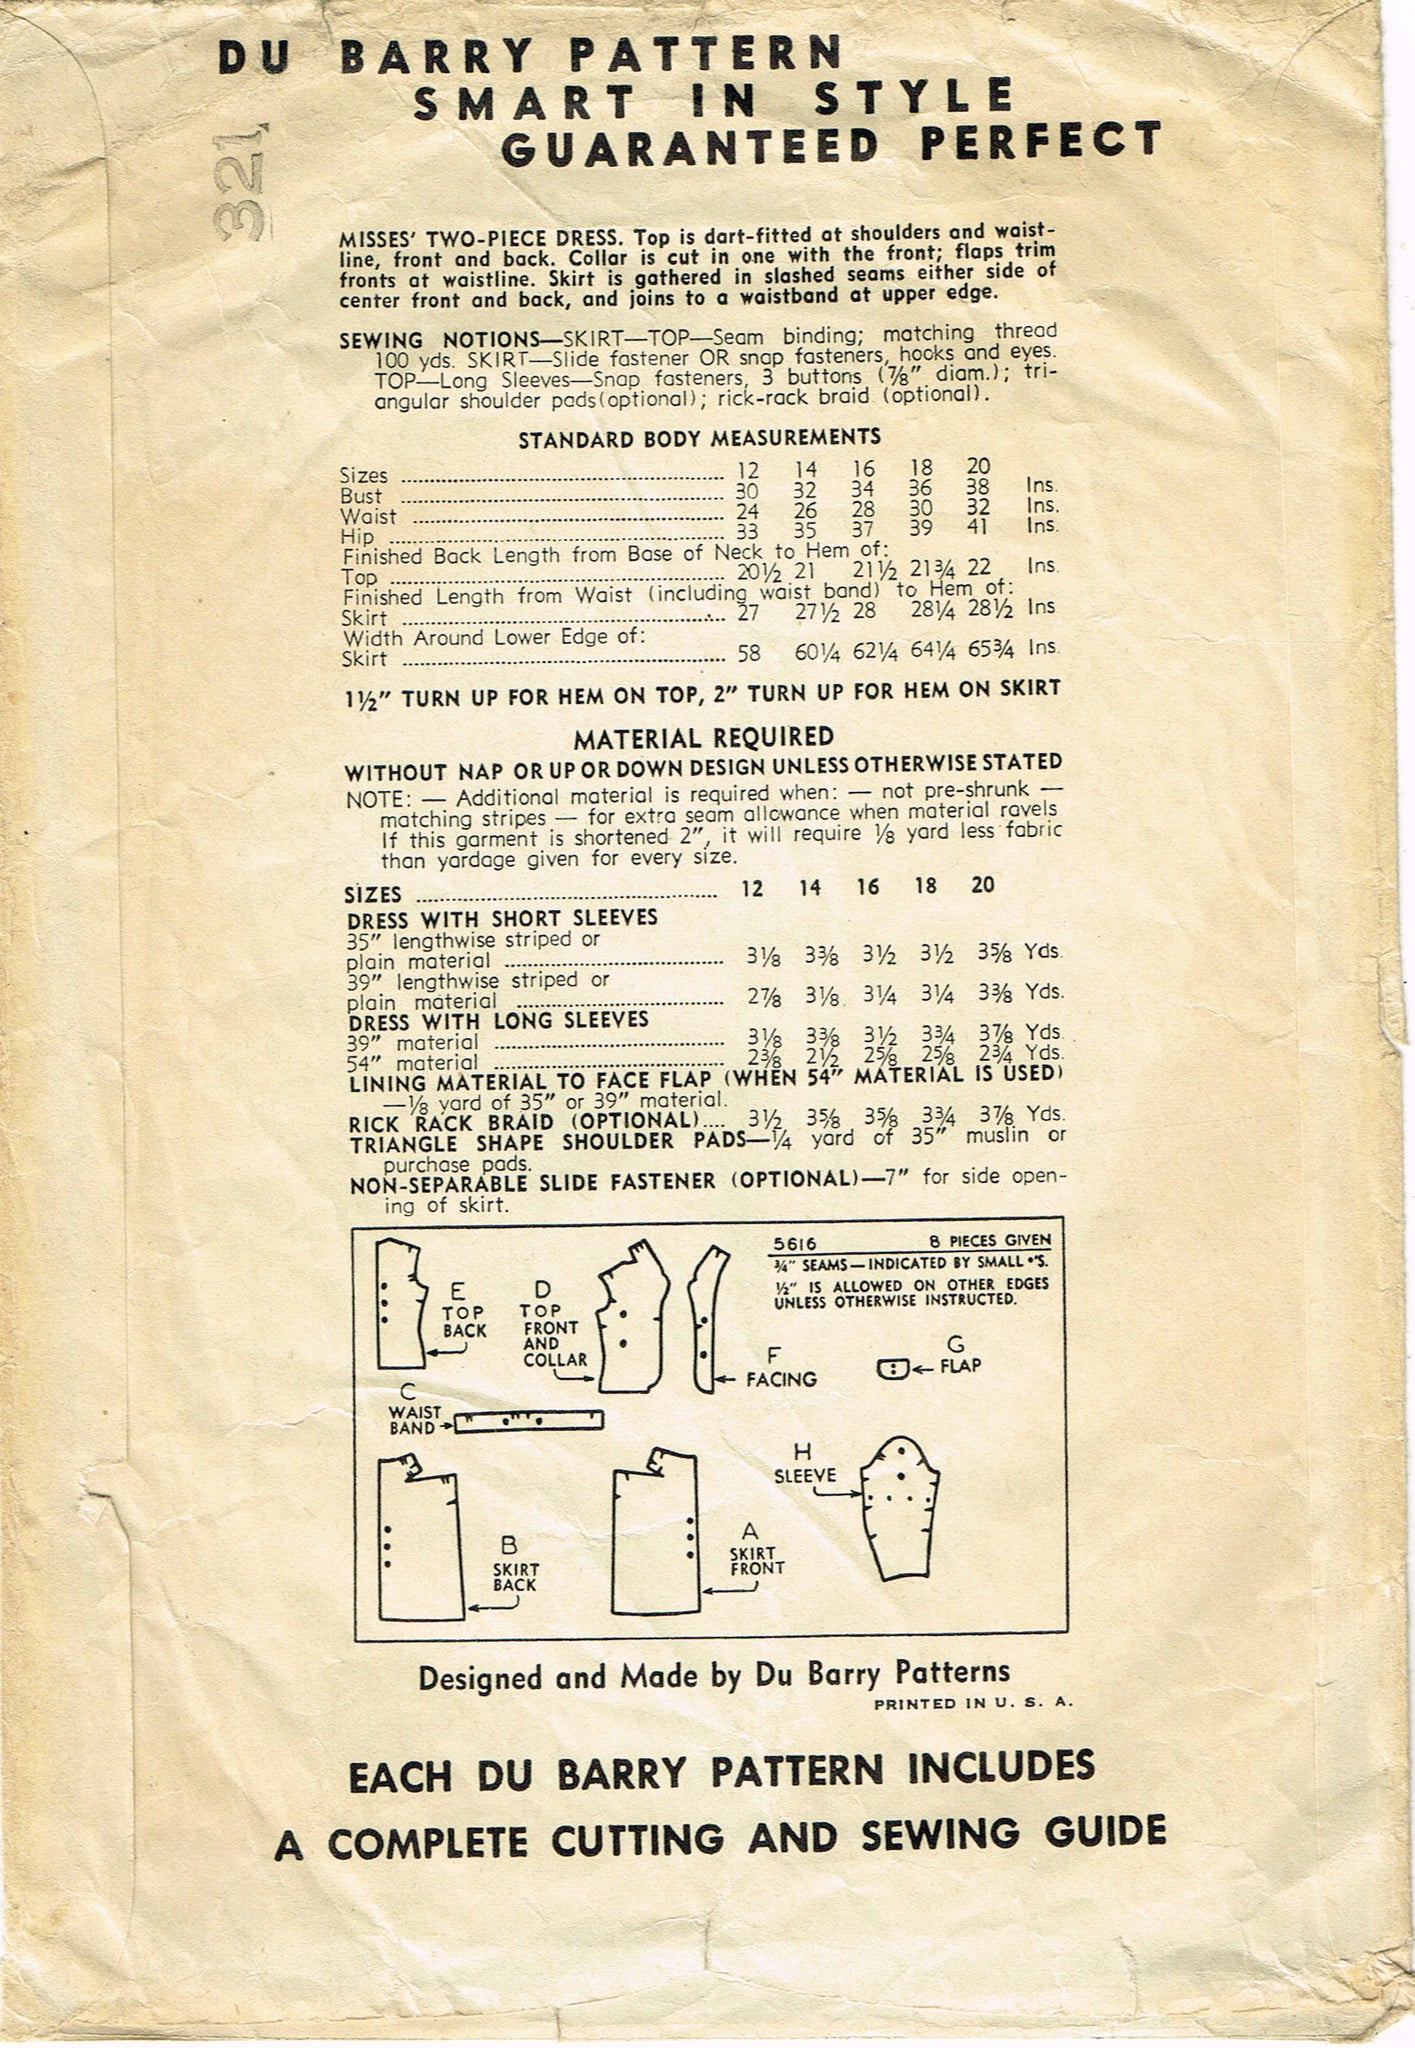 DU BARRY PATTERN
SMART IN STYLE
GUARANTEED PERFECT
321
MISSES' TWO-PIECE DRESS. Top is dart-fitted at shoulders and waist-
line, front and back. Collar is cut in one with the front; flaps trim
fronts at waistline. Skirt is gathered in slashed seams either side of
center front and back, and joins to a waistband at upper edge.
SEWING NOTIONS—SKIRT—TOP—Seam binding; matching thread
100 yds. SKIRT—Slide fastener OR snap fasteners, hooks and eyes.
TOP—Long Sleeves—Snap fasteners, 3 buttons (7/8" diam.); tri-
angular shoulder pads(optional); rick-rack braid (optional).
STANDARD BODY MEASUREMENTS
Sizes ........ 12 14 16 18 20
Bust ........ 30 32 34 36 38 Ins.
Waist ........ 24 26 28 30 32 Ins.
Hip ........ 33 35 37 39 41 Ins.
Finished Back Length from Base of Neck to Hem of:
Top ........ 20½ 21 21½ 21¾ 22 Ins.
Finished Length from Waist (including waist band) to Hem of:
Skirt ........ 27 27½ 28 28¼ 28½ Ins
Width Around Lower Edge of:
Skirt ........ 58 60¼ 62¼ 64¼ 65¾ Ins.
1½" TURN UP FOR HEM ON TOP, 2" TURN UP FOR HEM ON SKIRT
MATERIAL REQUIRED
WITHOUT NAP OR UP OR DOWN DESIGN UNLESS OTHERWISE STATED
NOTE: — Additional material is required when: — not pre-shrunk —
matching stripes — for extra seam allowance when material ravels
If this garment is shortened 2", it will require ⅛ yard less fabric
than yardage given for every size.
SIZES ........ 12 14 16 18 20
DRESS WITH SHORT SLEEVES
35" lengthwise striped or
plain material ........ 3⅛ 3⅜ 3½ 3½ 3⅝ Yds.
39" lengthwise striped or
plain material ........ 2⅞ 3⅛ 3¼ 3¼ 3⅜ Yds.
DRESS WITH LONG SLEEVES
39" material ........ 3⅛ 3⅜ 3½ 3¾ 3⅞ Yds.
54" material ........ 2⅜ 2½ 2⅝ 2⅝ 2¾ Yds.
LINING MATERIAL TO FACE FLAP (WHEN 54" MATERIAL IS USED)
—⅛ yard of 35" or 39" material.
RICK RACK BRAID (OPTIONAL).... 3½ 3⅝ 3⅝ 3¾ 3⅞ Yds.
TRIANGLE SHAPE SHOULDER PADS—¼ yard of 35" muslin or
purchase pads.
NON-SEPARABLE SLIDE FASTENER (OPTIONAL)—7" for side open-
ing of skirt.
5616 8 PIECES GIVEN
¾" SEAMS—INDICATED BY SMALL •'S.
½" IS ALLOWED ON OTHER EDGES
UNLESS OTHERWISE INSTRUCTED.
E
TOP
BACK
D
TOP
FRONT
AND
COLLAR
F
FACING
G
FLAP
C
WAIST
BAND
H
SLEEVE
B
SKIRT
BACK
A
SKIRT
FRONT
Designed and Made by Du Barry Patterns
PRINTED IN U. S. A.
EACH DU BARRY PATTERN INCLUDES
A COMPLETE CUTTING AND SEWING GUIDE